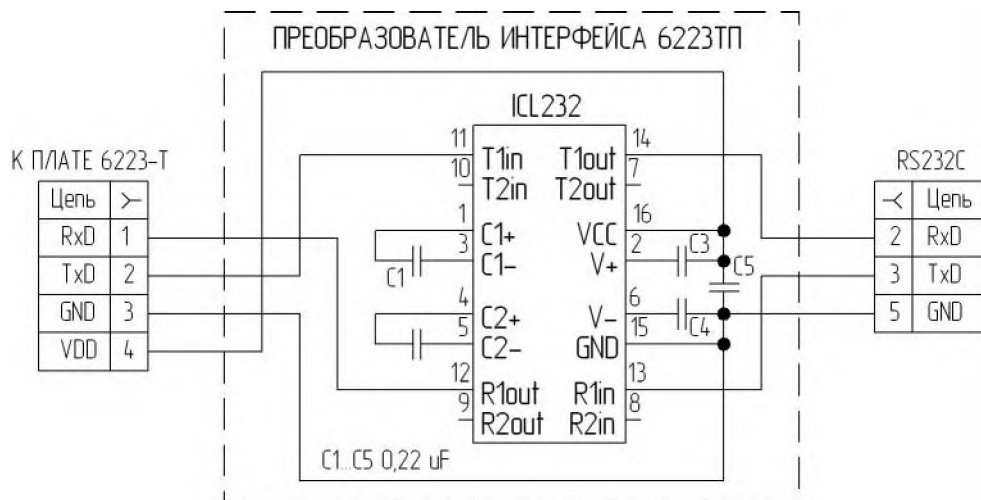 ПРЕОБРАЗОВАТЕЛЬ ИНТЕРФЕЙСА 6223ТП
ICL232
К ПЛАТЕ 6223-Т
Цепь
RxD 1
TxD 2
GND 3
VDD 4
11 T1in T1out 14
10 T2in T2out 7
1 C1+ VCC 16
3 C1- V+ 2
4 C2+ V- 6
5 C2- GND 15
12 R1out R1in 13
9 R2out R2in 8
C1
C3
C5
C4
C1...C5 0,22 uF
RS232C
Цепь
2 RxD
3 TxD
5 GND